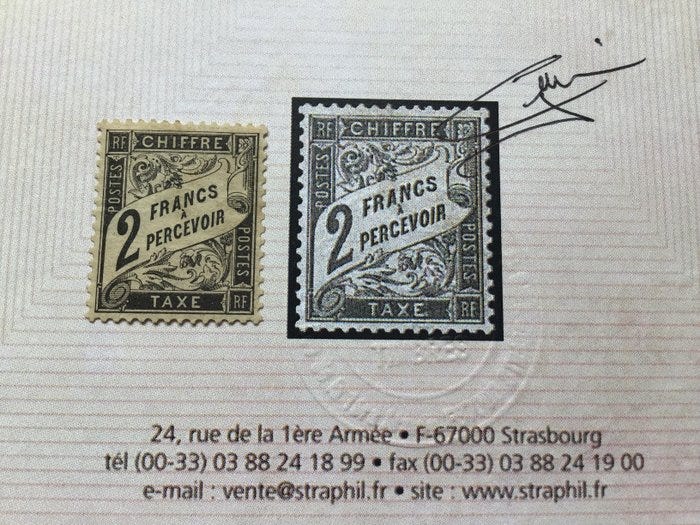 RF CHIFFRE
POSTES
2 FRANCS
À
PERCEVOIR
POSTES
TAXE RF
RF CHIFFRE
POSTES
2 FRANCS
À
PERCEVOIR
POSTES
TAXE RF
24, rue de la 1ère Armée • F-67000 Strasbourg
tél (00-33) 03 88 24 18 99 • fax (00-33) 03 88 24 19 00
e-mail : vente@straphil.fr • site : www.straphil.fr